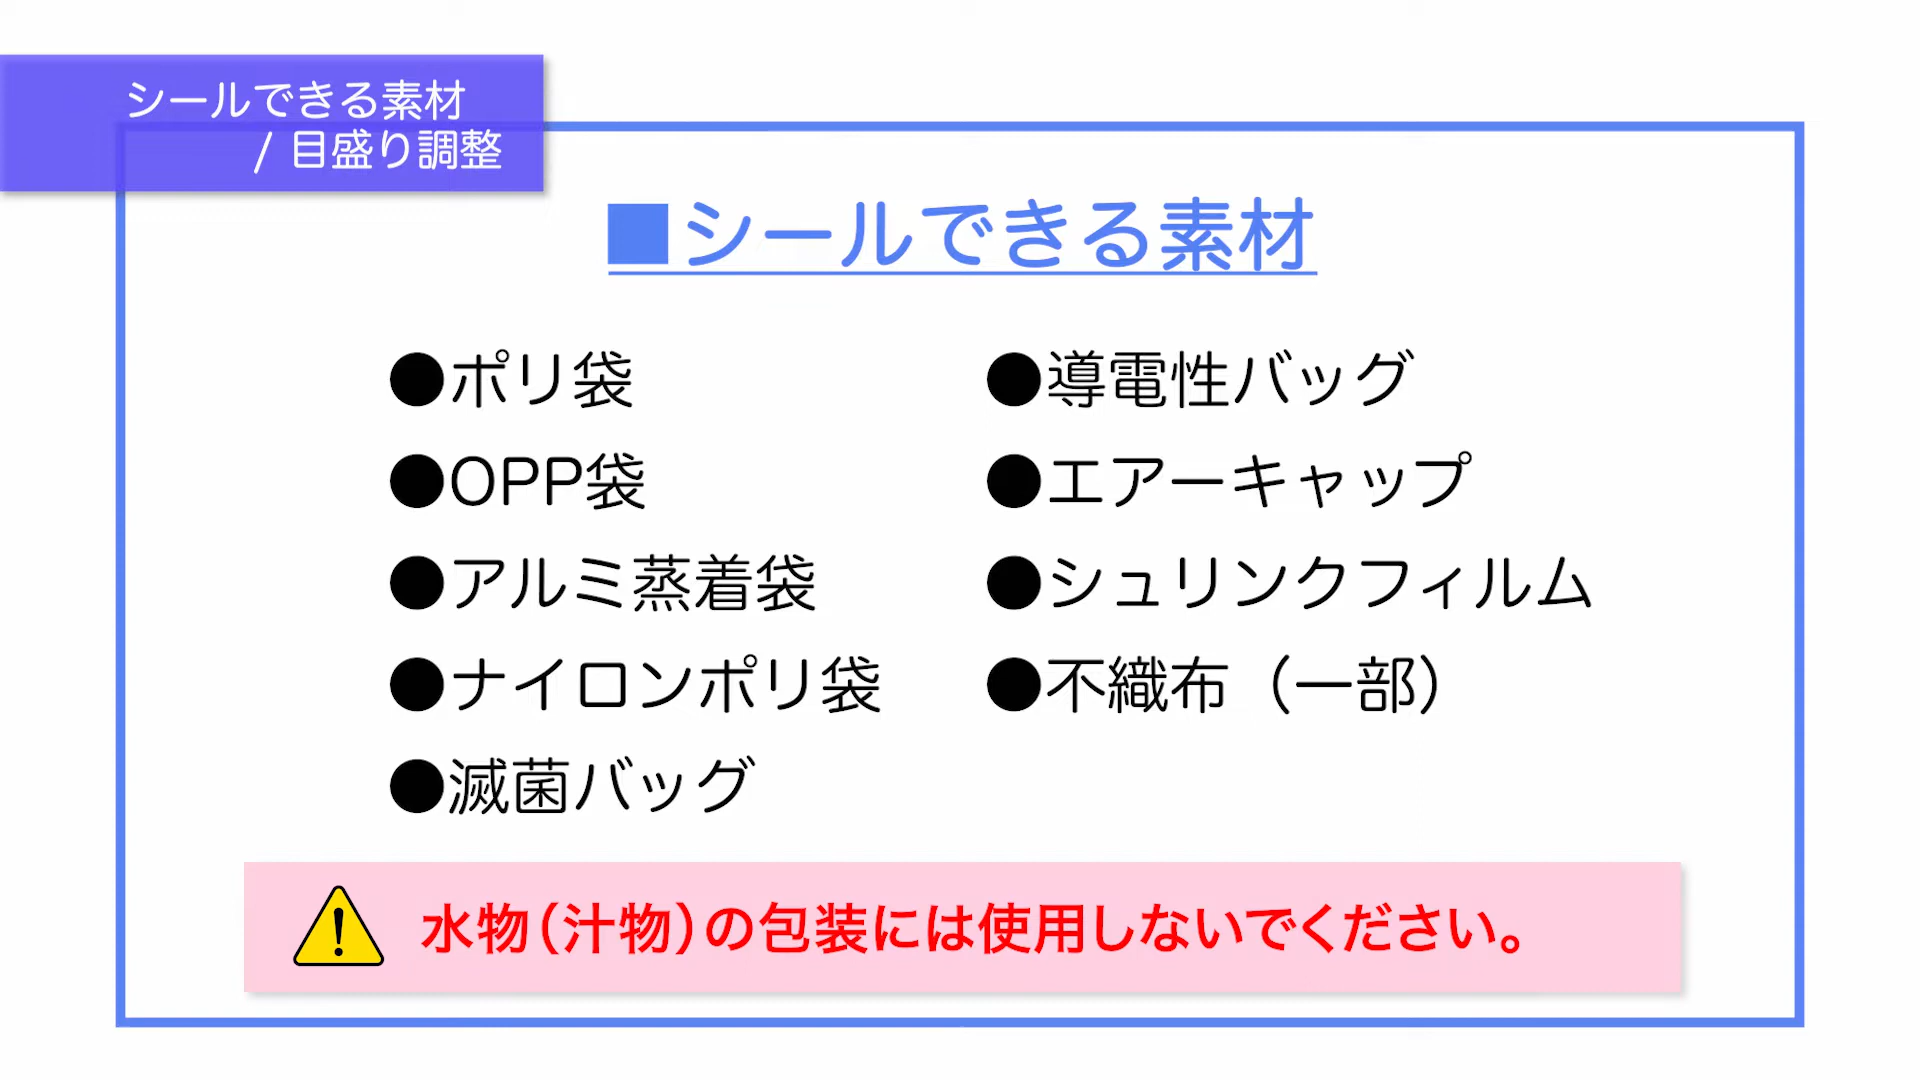 シールできる素材
/ 目盛り調整
■シールできる素材
●ポリ袋
●OPP袋
●アルミ蒸着袋
●ナイロンポリ袋
●滅菌バッグ
●導電性バッグ
●エアーキャップ
●シュリンクフィルム
●不織布（一部）
水物（汁物）の包装には使用しないでください。